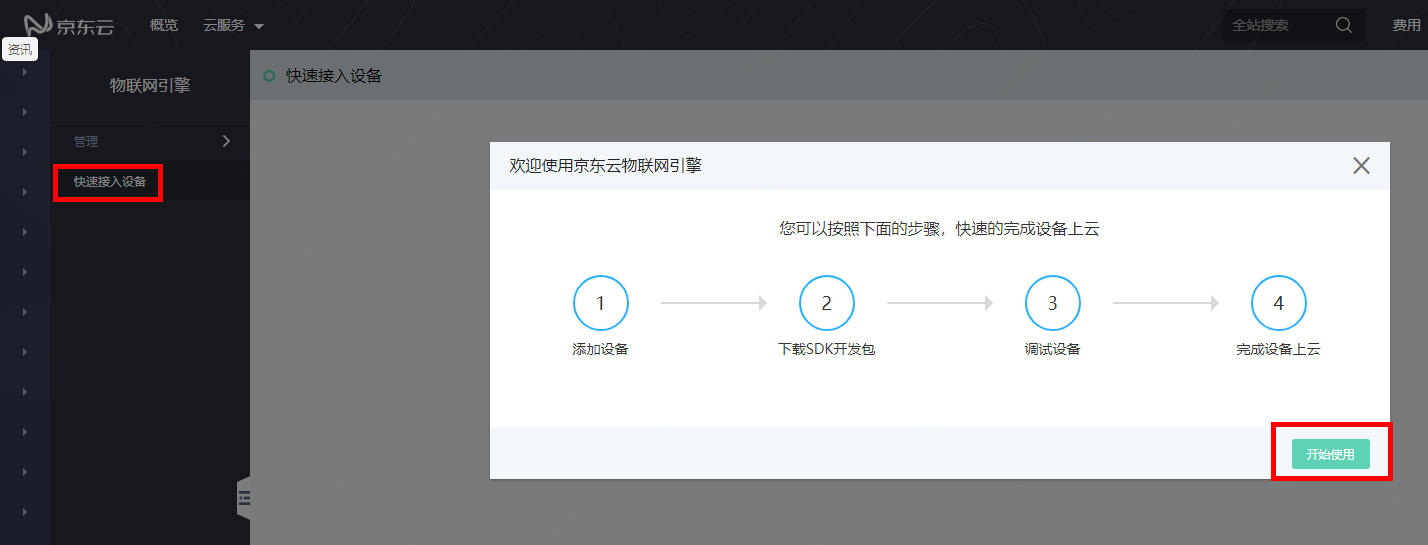 京东云
概览
云服务
全站搜索
费用
资讯
物联网引擎
管理
快速接入设备
快速接入设备
欢迎使用京东云物联网引擎
您可以按照下面的步骤，快速的完成设备上云
1
2
3
4
添加设备
下载SDK开发包
调试设备
完成设备上云
开始使用